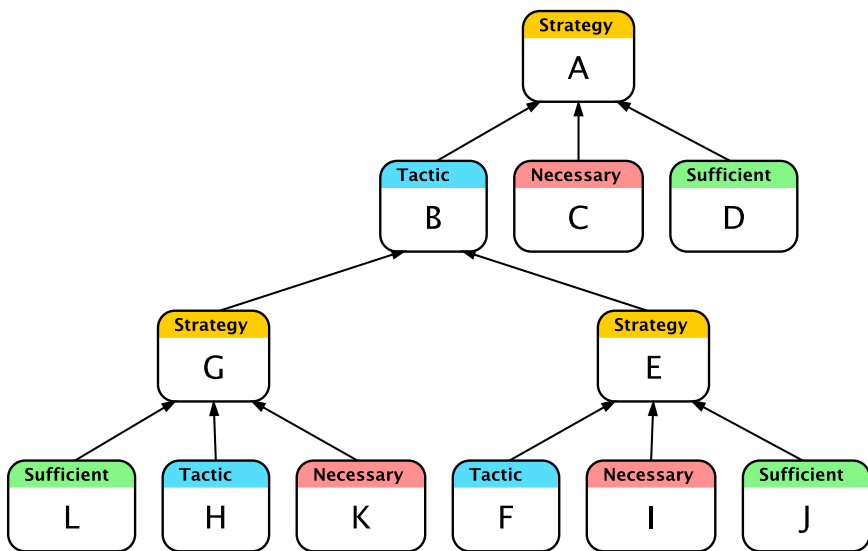 Strategy
A
Tactic
B
Necessary
C
Sufficient
D
Strategy
G
Strategy
E
Sufficient
L
Tactic
H
Necessary
K
Tactic
F
Necessary
I
Sufficient
J